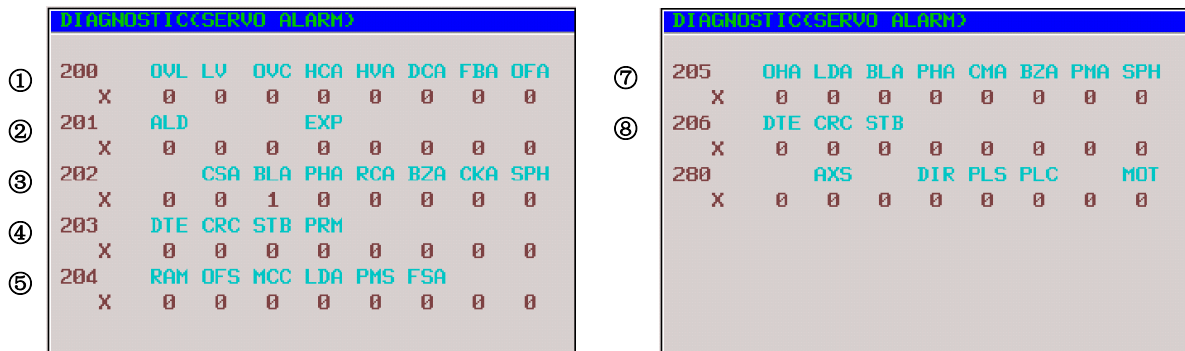 DIAGNOSTIC(SERVO ALARM)
① 200 OVL LV OVC HCA HVA DCA FBA OFA
X 0 0 0 0 0 0 0 0
② 201 ALD EXP
X 0 0 0 0 0 0 0 0
③ 202 CSA BLA PHA RCA BZA CKA SPH
X 0 0 1 0 0 0 0 0
④ 203 DTE CRC STB PRM
X 0 0 0 0 0 0 0 0
⑤ 204 RAM OFS MCC LDA PMS FSA
X 0 0 0 0 0 0 0 0
DIAGNOSTIC(SERVO ALARM)
⑦ 205 OHA LDA BLA PHA CMA BZA PMA SPH
X 0 0 0 0 0 0 0 0
⑧ 206 DTE CRC STB
X 0 0 0 0 0 0 0 0
280 AXS DIR PLS PLC MOT
X 0 0 0 0 0 0 0 0